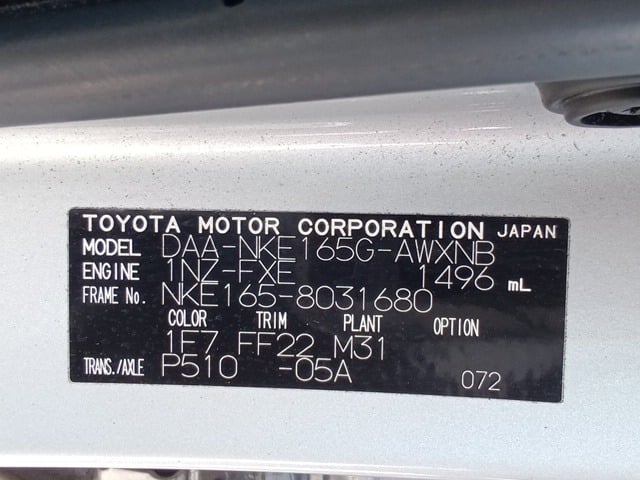 TOYOTA MOTOR CORPORATION JAPAN
MODEL DAA-NKE165G-AWXNB
ENGINE 1NZ-FXE 1496 mL
FRAME No. NKE165-8031680
COLOR TRIM PLANT OPTION
1F7 FF22 M31
TRANS./AXLE P510 -05A 072